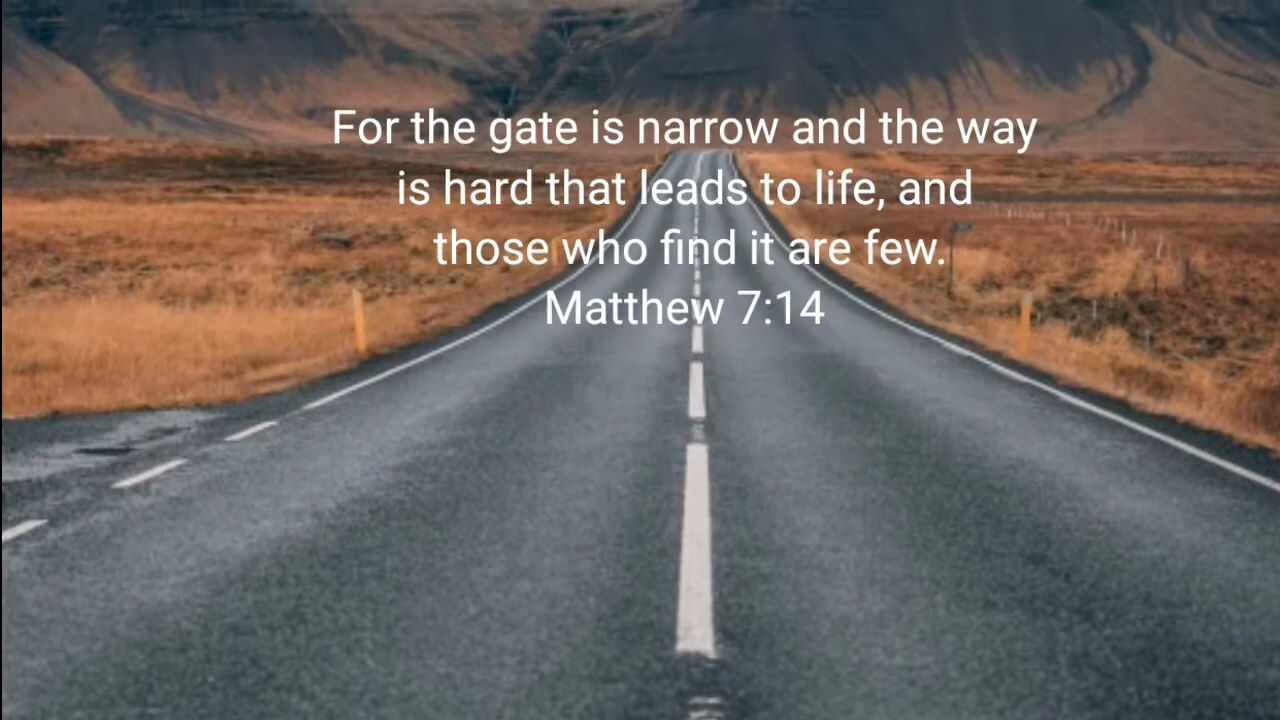 For the gate is narrow and the way
is hard that leads to life, and
those who find it are few.
Matthew 7:14